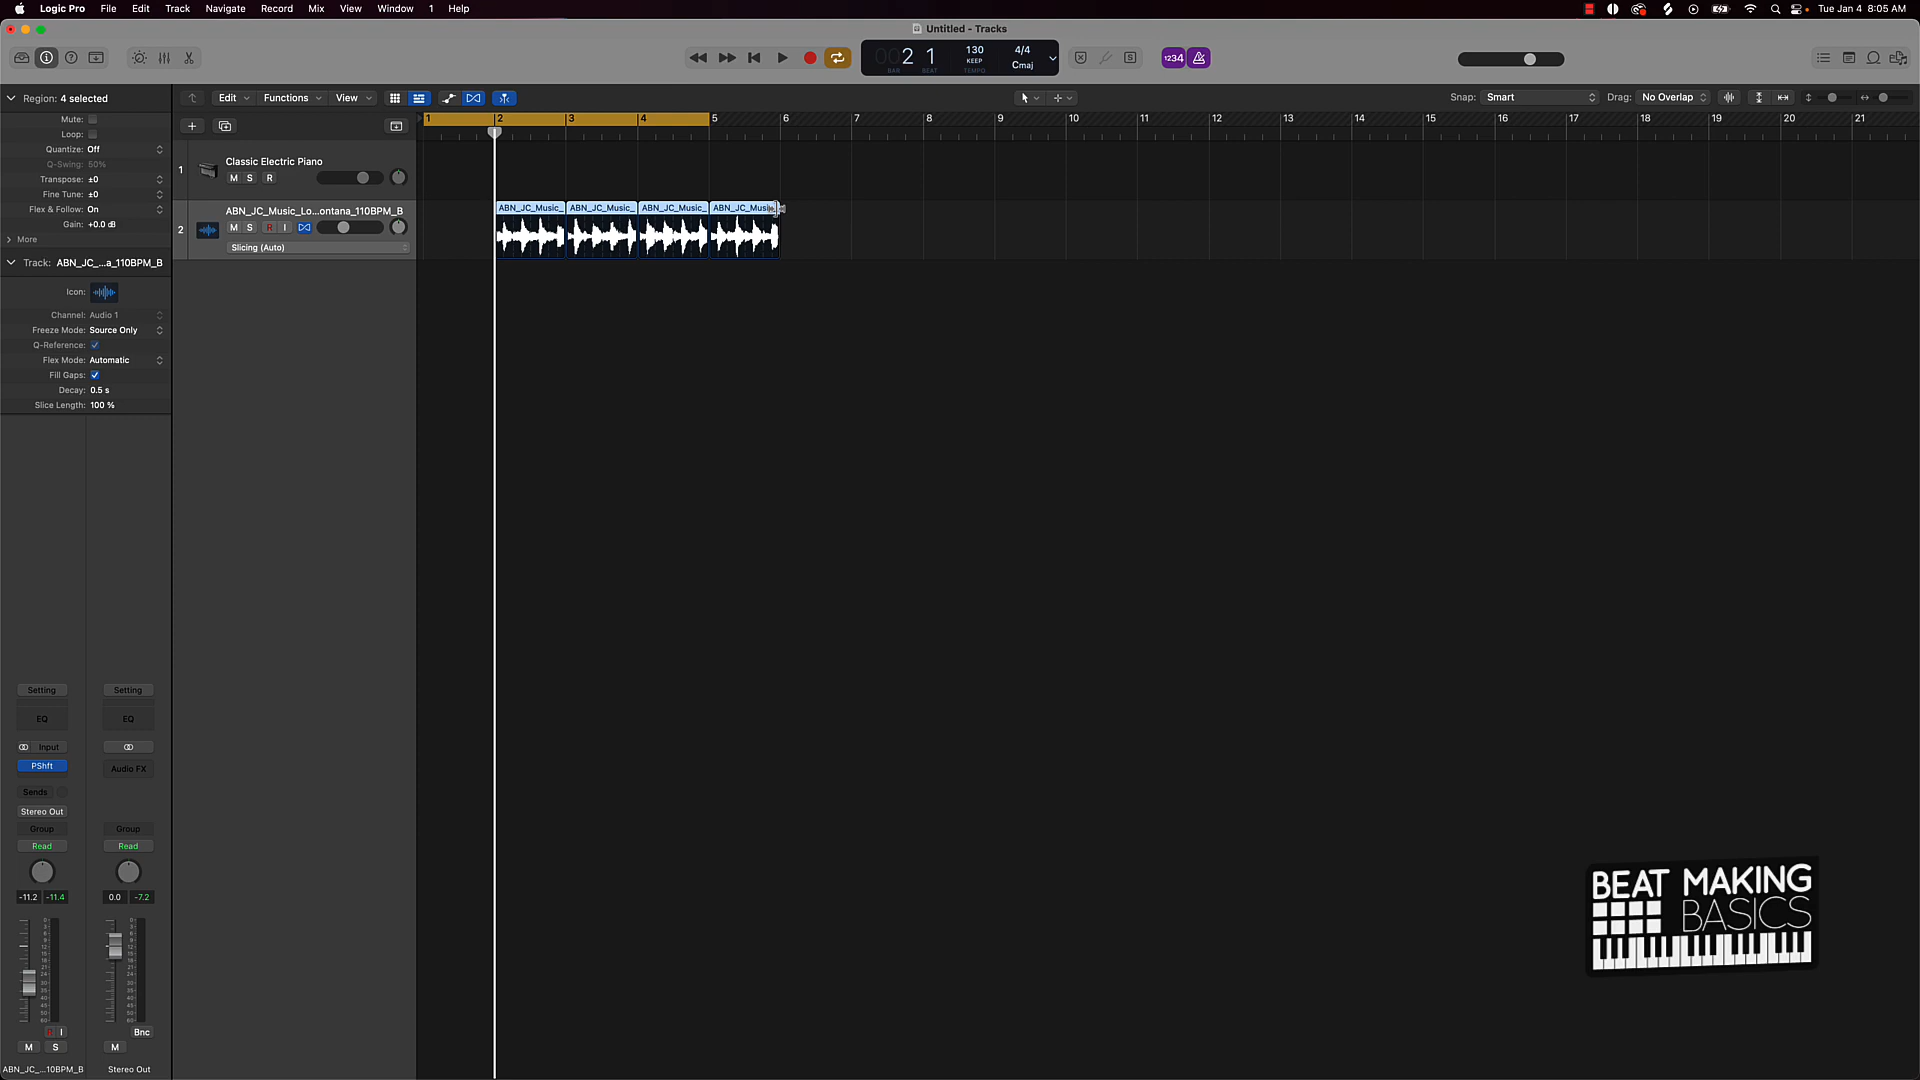 Logic Pro File Edit Track Navigate Record Mix View Window 1 Help Tue Jan 4 8:05 AM
Untitled - Tracks
002 1 130 4/4
KEEP Cmaj
BAR BEAT TEMPO
1234
Region: 4 selected
Edit Functions View Snap: Smart Drag: No Overlap
Mute:
Loop:
Quantize: Off
Q-Swing: 50%
Transpose: ±0
Fine Tune: ±0
Flex & Follow: On
Gain: +0.0 dB
More
Track: ABN_JC_...a_110BPM_B
Icon:
Channel: Audio 1
Freeze Mode: Source Only
Q-Reference:
Flex Mode: Automatic
Fill Gaps:
Decay: 0.5 s
Slice Length: 100 %
1 2 3 4 5 6 7 8 9 10 11 12 13 14 15 16 17 18 19 20 21
1 Classic Electric Piano
M S R
2 ABN_JC_Music_Lo...ontana_110BPM_B
M S R I
Slicing (Auto)
ABN_JC_Music_ ABN_JC_Music_ ABN_JC_Music_ ABN_JC_Music
Setting Setting
EQ EQ
Input
PShft Audio FX
Sends
Stereo Out
Group Group
Read Read
-11.2 -11.4 0.0 -7.2
R I Bnc
M S M
ABN_JC_...10BPM_B Stereo Out
BEAT MAKING
BASICS